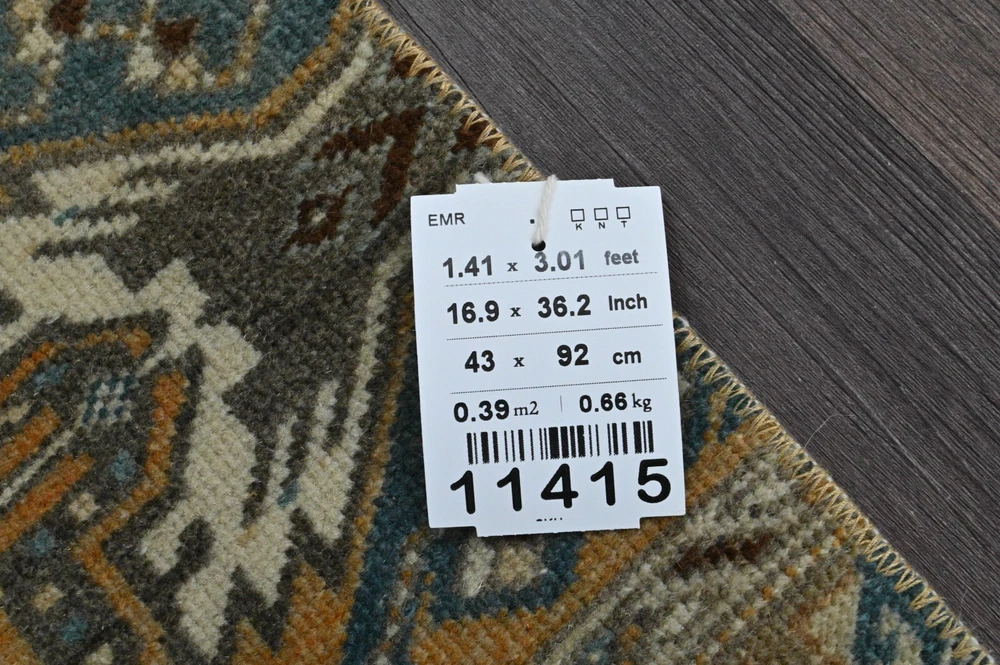 EMR
K N T
1.41 x 3.01 feet
16.9 x 36.2 Inch
43 x 92 cm
0.39 m2 | 0.66 kg
11415